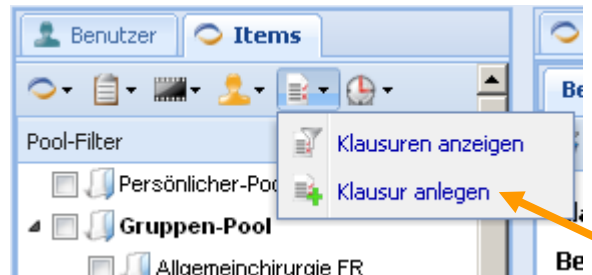 Benutzer
Items
Be
Pool-Filter
Klausuren anzeigen
Persönlicher-Poo
Klausur anlegen
Gruppen-Pool
Allgemeinchirurgie FR
Be